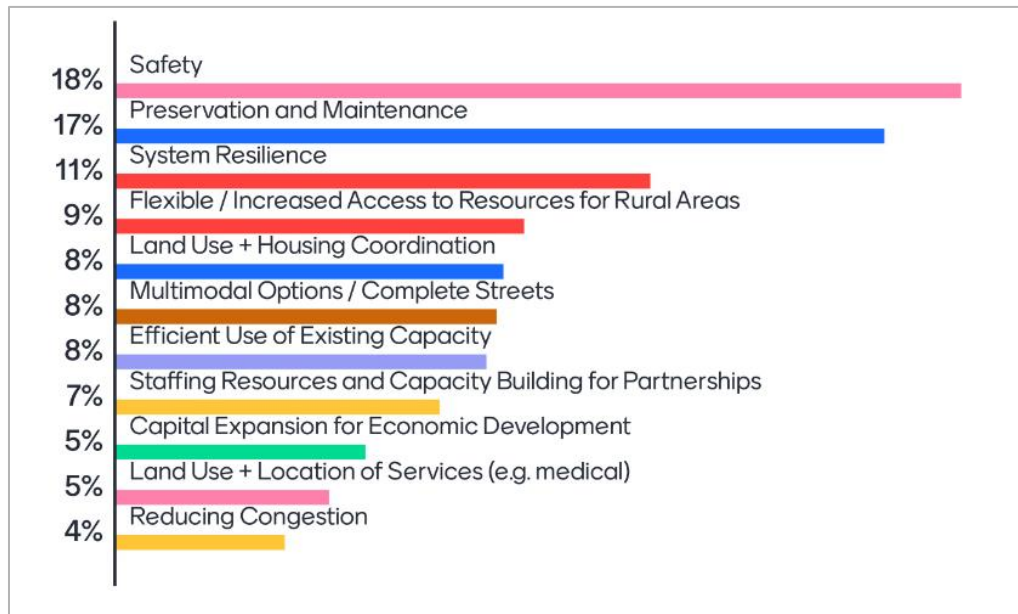 Safety
18%
Preservation and Maintenance
17%
System Resilience
11%
Flexible / Increased Access to Resources for Rural Areas
9%
Land Use + Housing Coordination
8%
Multimodal Options / Complete Streets
8%
Efficient Use of Existing Capacity
8%
Staffing Resources and Capacity Building for Partnerships
7%
Capital Expansion for Economic Development
5%
Land Use + Location of Services (e.g. medical)
5%
Reducing Congestion
4%